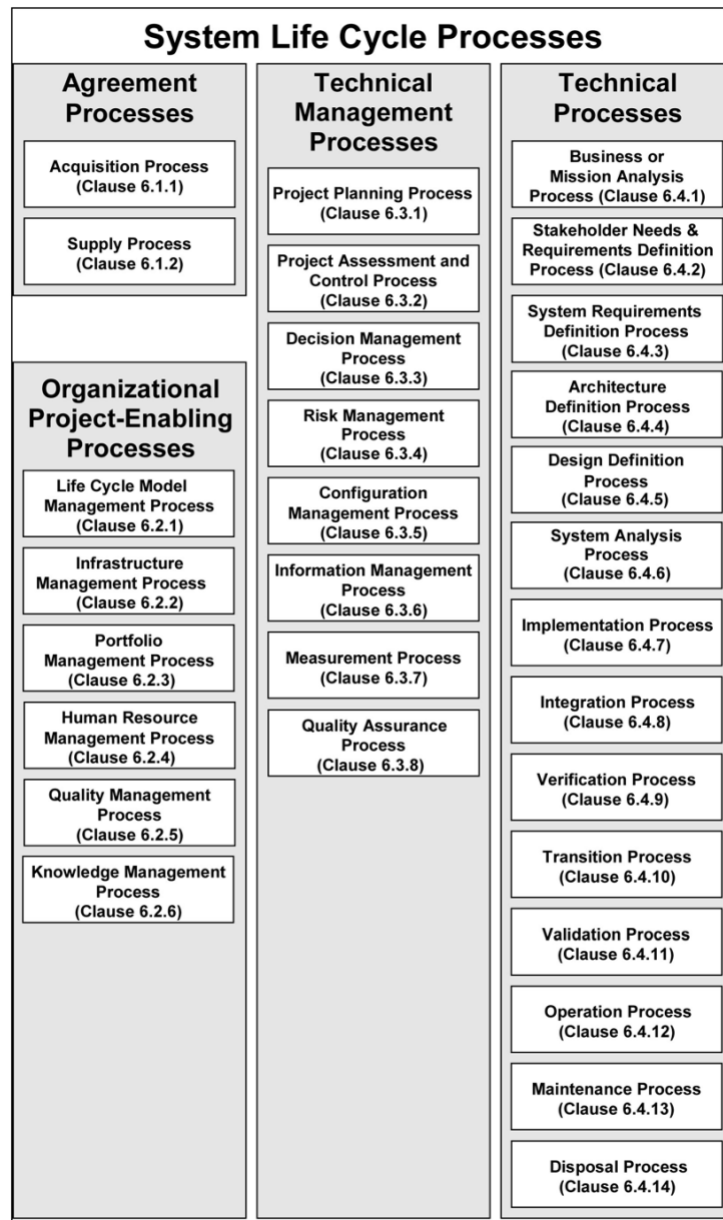 System Life Cycle Processes
Agreement
Processes
Acquisition Process
(Clause 6.1.1)
Supply Process
(Clause 6.1.2)
Organizational
Project-Enabling
Processes
Life Cycle Model
Management Process
(Clause 6.2.1)
Infrastructure
Management Process
(Clause 6.2.2)
Portfolio
Management Process
(Clause 6.2.3)
Human Resource
Management Process
(Clause 6.2.4)
Quality Management
Process
(Clause 6.2.5)
Knowledge Management
Process
(Clause 6.2.6)
Technical
Management
Processes
Project Planning Process
(Clause 6.3.1)
Project Assessment and
Control Process
(Clause 6.3.2)
Decision Management
Process
(Clause 6.3.3)
Risk Management
Process
(Clause 6.3.4)
Configuration
Management Process
(Clause 6.3.5)
Information Management
Process
(Clause 6.3.6)
Measurement Process
(Clause 6.3.7)
Quality Assurance
Process
(Clause 6.3.8)
Technical
Processes
Business or
Mission Analysis
Process (Clause 6.4.1)
Stakeholder Needs &
Requirements Definition
Process (Clause 6.4.2)
System Requirements
Definition Process
(Clause 6.4.3)
Architecture
Definition Process
(Clause 6.4.4)
Design Definition
Process
(Clause 6.4.5)
System Analysis
Process
(Clause 6.4.6)
Implementation Process
(Clause 6.4.7)
Integration Process
(Clause 6.4.8)
Verification Process
(Clause 6.4.9)
Transition Process
(Clause 6.4.10)
Validation Process
(Clause 6.4.11)
Operation Process
(Clause 6.4.12)
Maintenance Process
(Clause 6.4.13)
Disposal Process
(Clause 6.4.14)